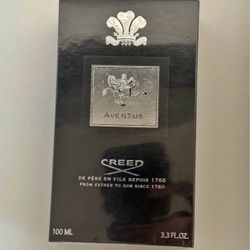 AVENTUS
CREED
DE PÈRE EN FILS DEPUIS 1760
FROM FATHER TO SON SINCE 1760
100 ML
3.3 FL.OZ.